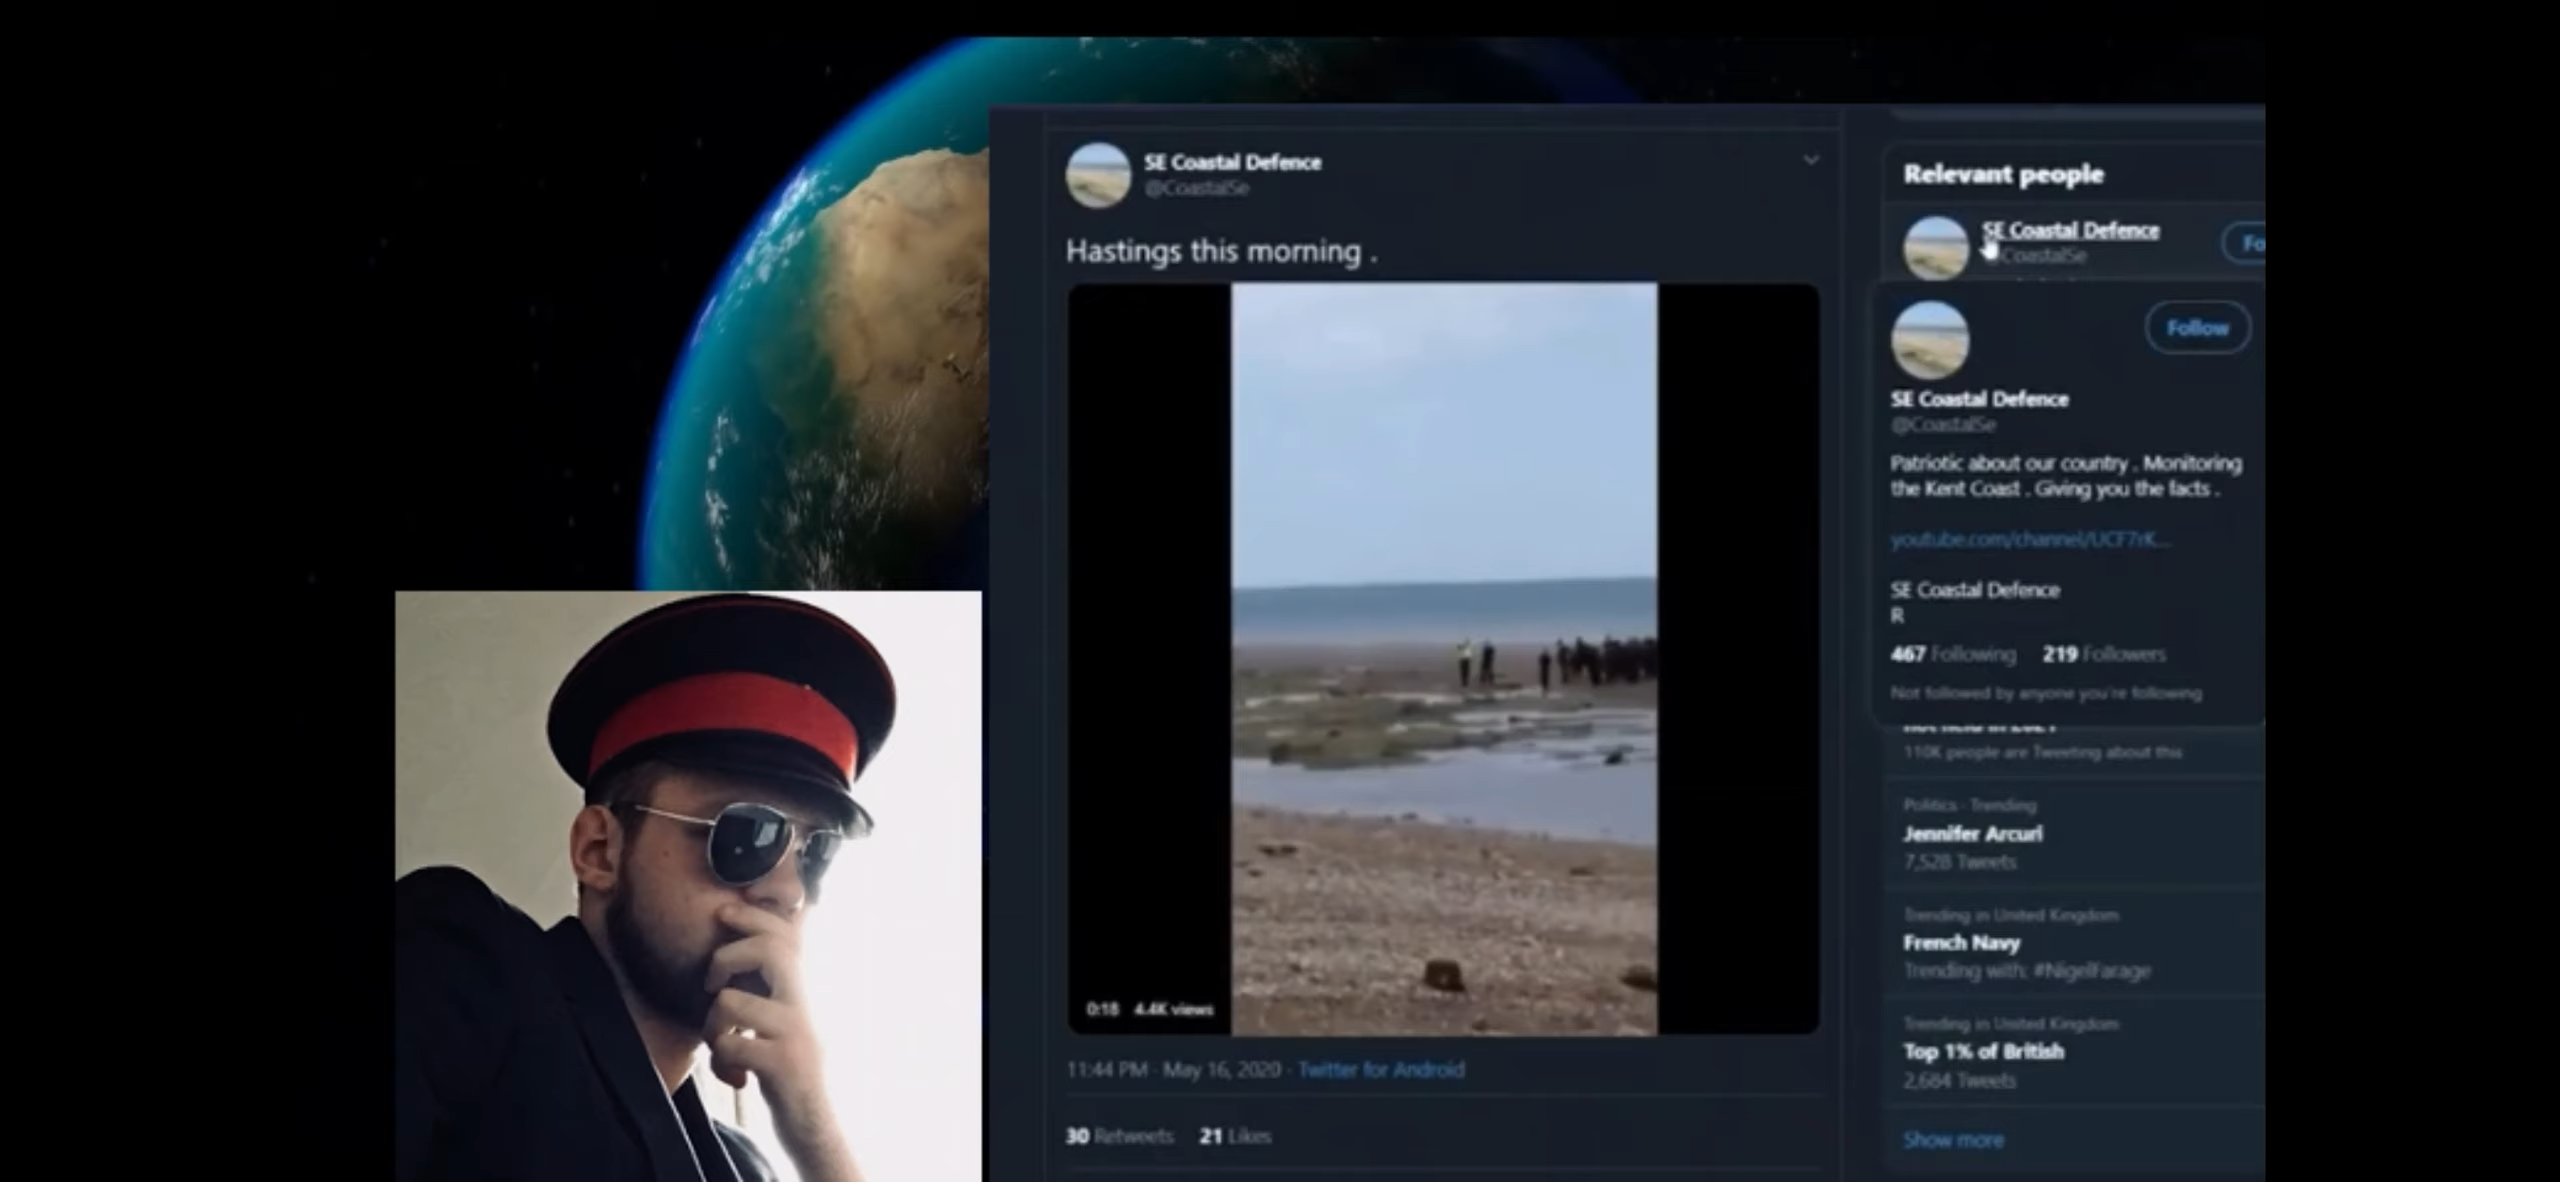 SE Coastal Defence
@CoastalSe
Hastings this morning .
0:18 4.4K views
11:44 PM · May 16, 2020 · Twitter for Android
30 Retweets 21 Likes
Relevant people
SE Coastal Defence
@CoastalSe
Fo
Follow
SE Coastal Defence
@CoastalSe
Patriotic about our country . Monitoring
the Kent Coast . Giving you the facts .
youtube.com/channel/UCF7rK...
SE Coastal Defence
R
467 Following 219 Followers
Not followed by anyone you're following
110K people are Tweeting about this
Politics · Trending
Jennifer Arcuri
7,528 Tweets
Trending in United Kingdom
French Navy
Trending with: #NigelFarage
Trending in United Kingdom
Top 1% of British
2,684 Tweets
Show more